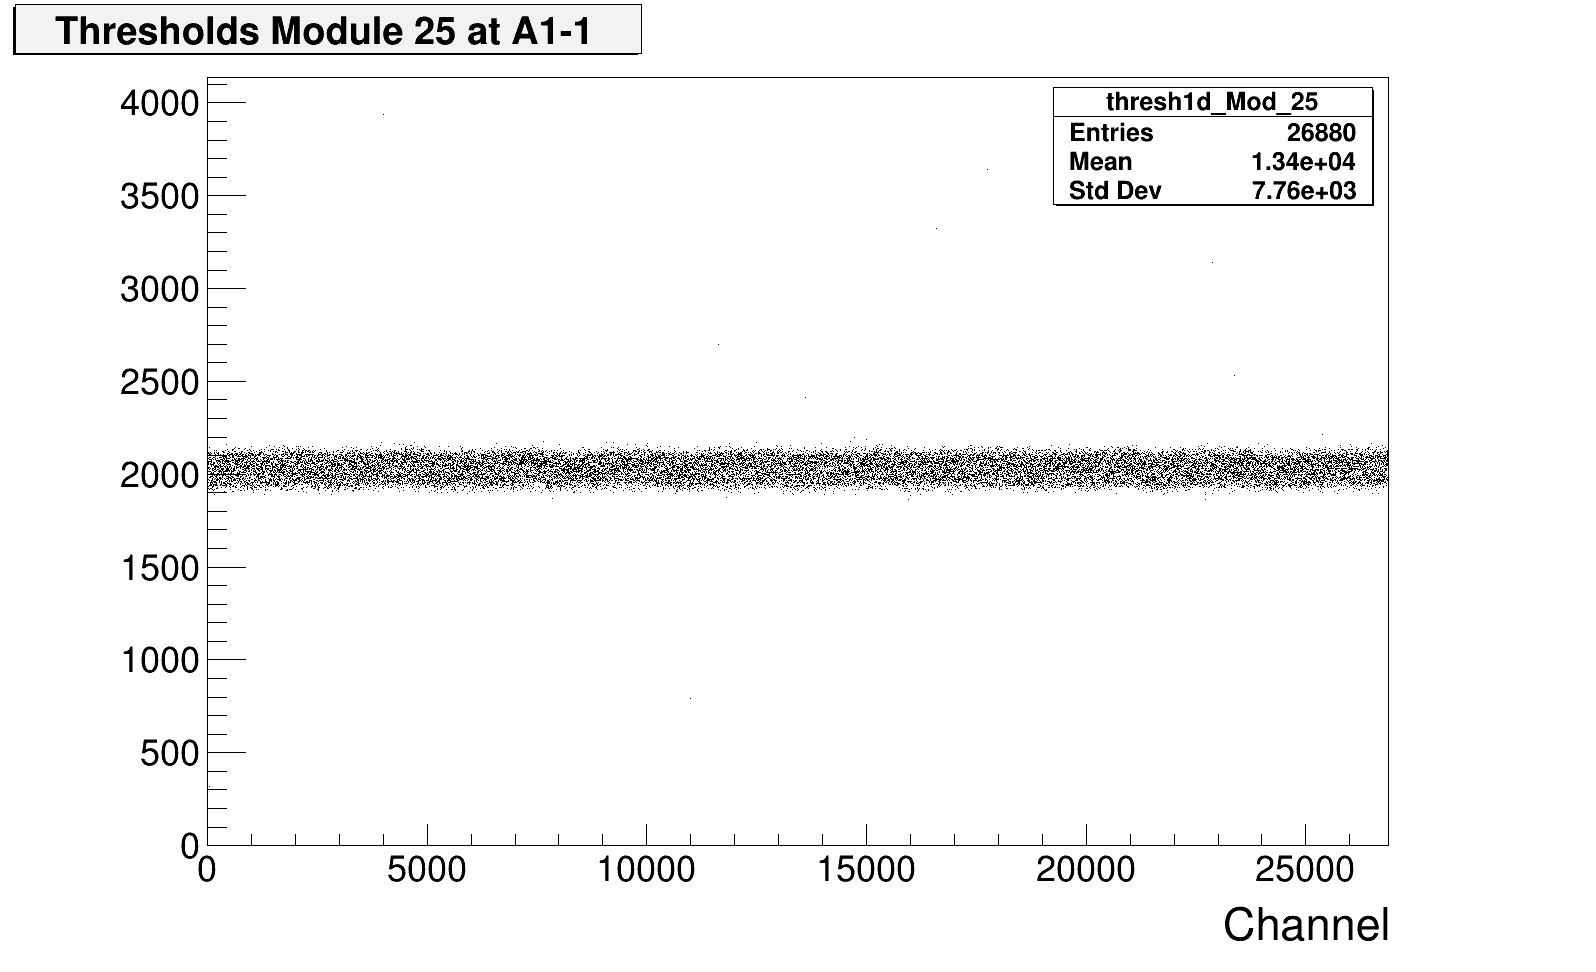 Thresholds Module 25 at A1-1
thresh1d_Mod_25
Entries 26880
Mean 1.34e+04
Std Dev 7.76e+03
4000
3500
3000
2500
2000
1500
1000
500
0
0 5000 10000 15000 20000 25000
Channel